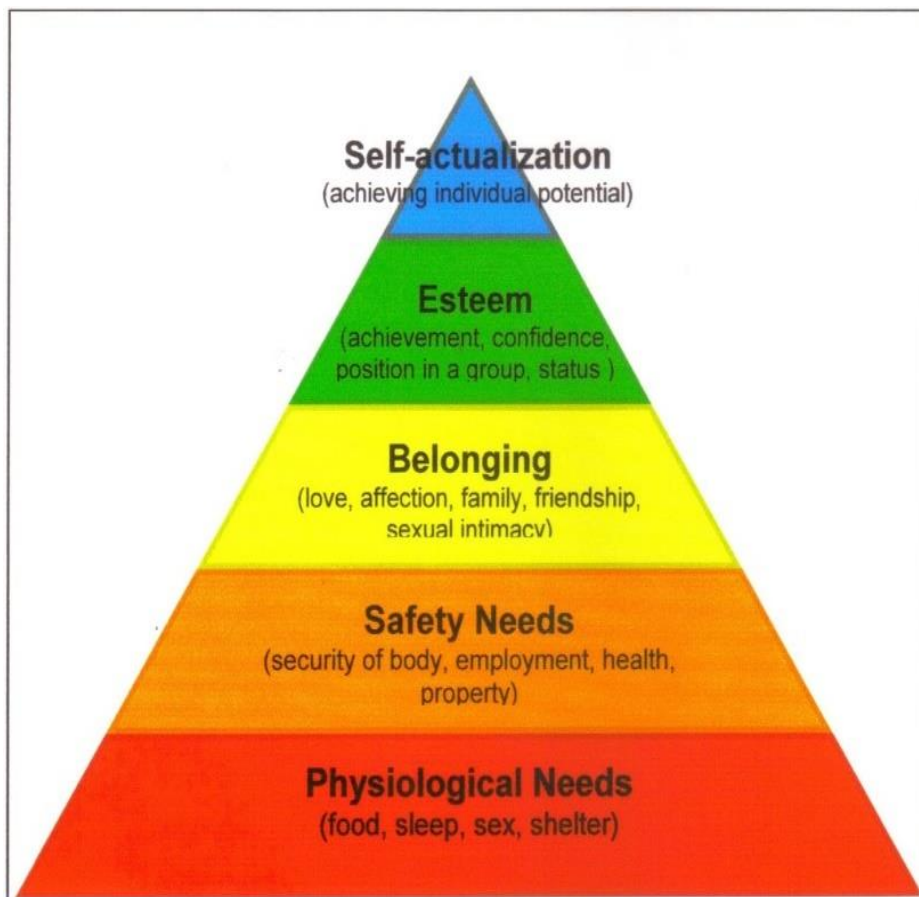 Self-actualization
(achieving individual potential)
Esteem
(achievement, confidence,
position in a group, status )
Belonging
(love, affection, family, friendship,
sexual intimacy)
Safety Needs
(security of body, employment, health,
property)
Physiological Needs
(food, sleep, sex, shelter)